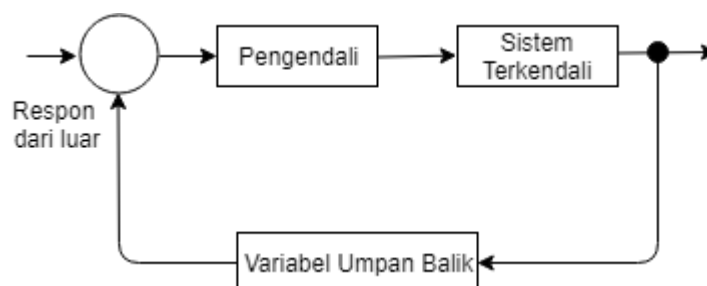 Pengendali
Sistem
Terkendali
Respon
dari luar
Variabel Umpan Balik